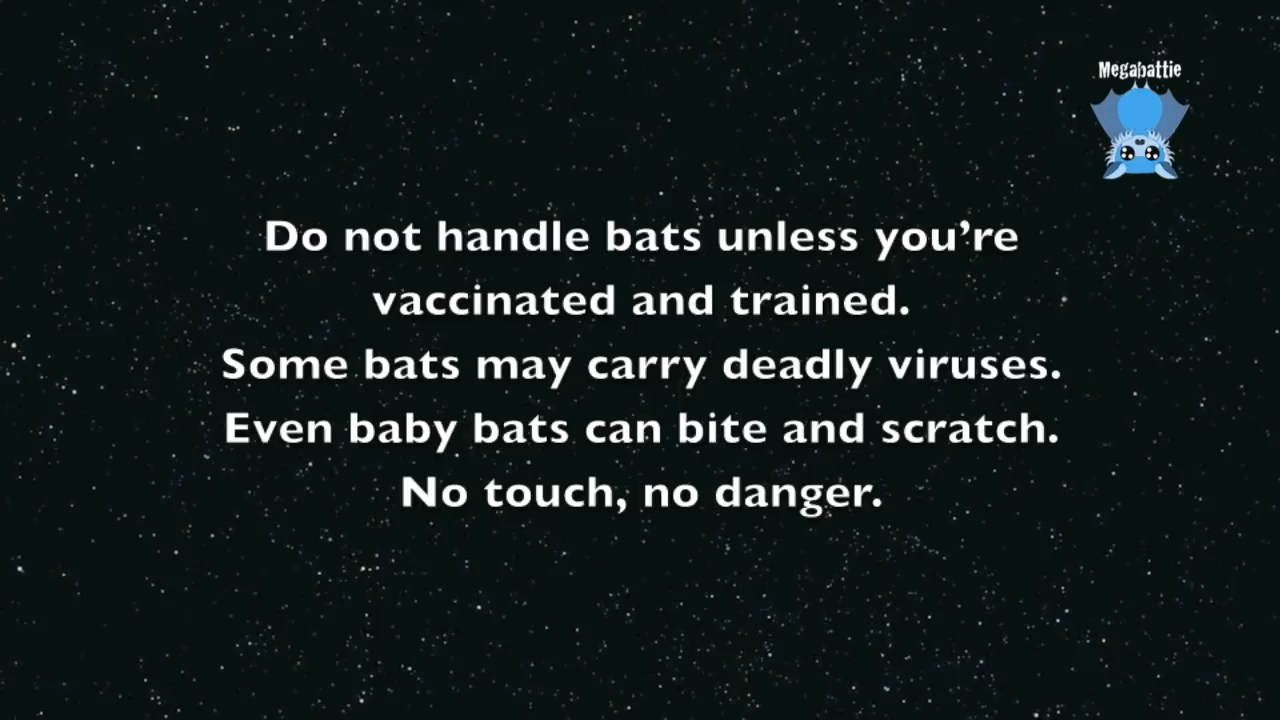 Megabattie
Do not handle bats unless you’re
vaccinated and trained.
Some bats may carry deadly viruses.
Even baby bats can bite and scratch.
No touch, no danger.